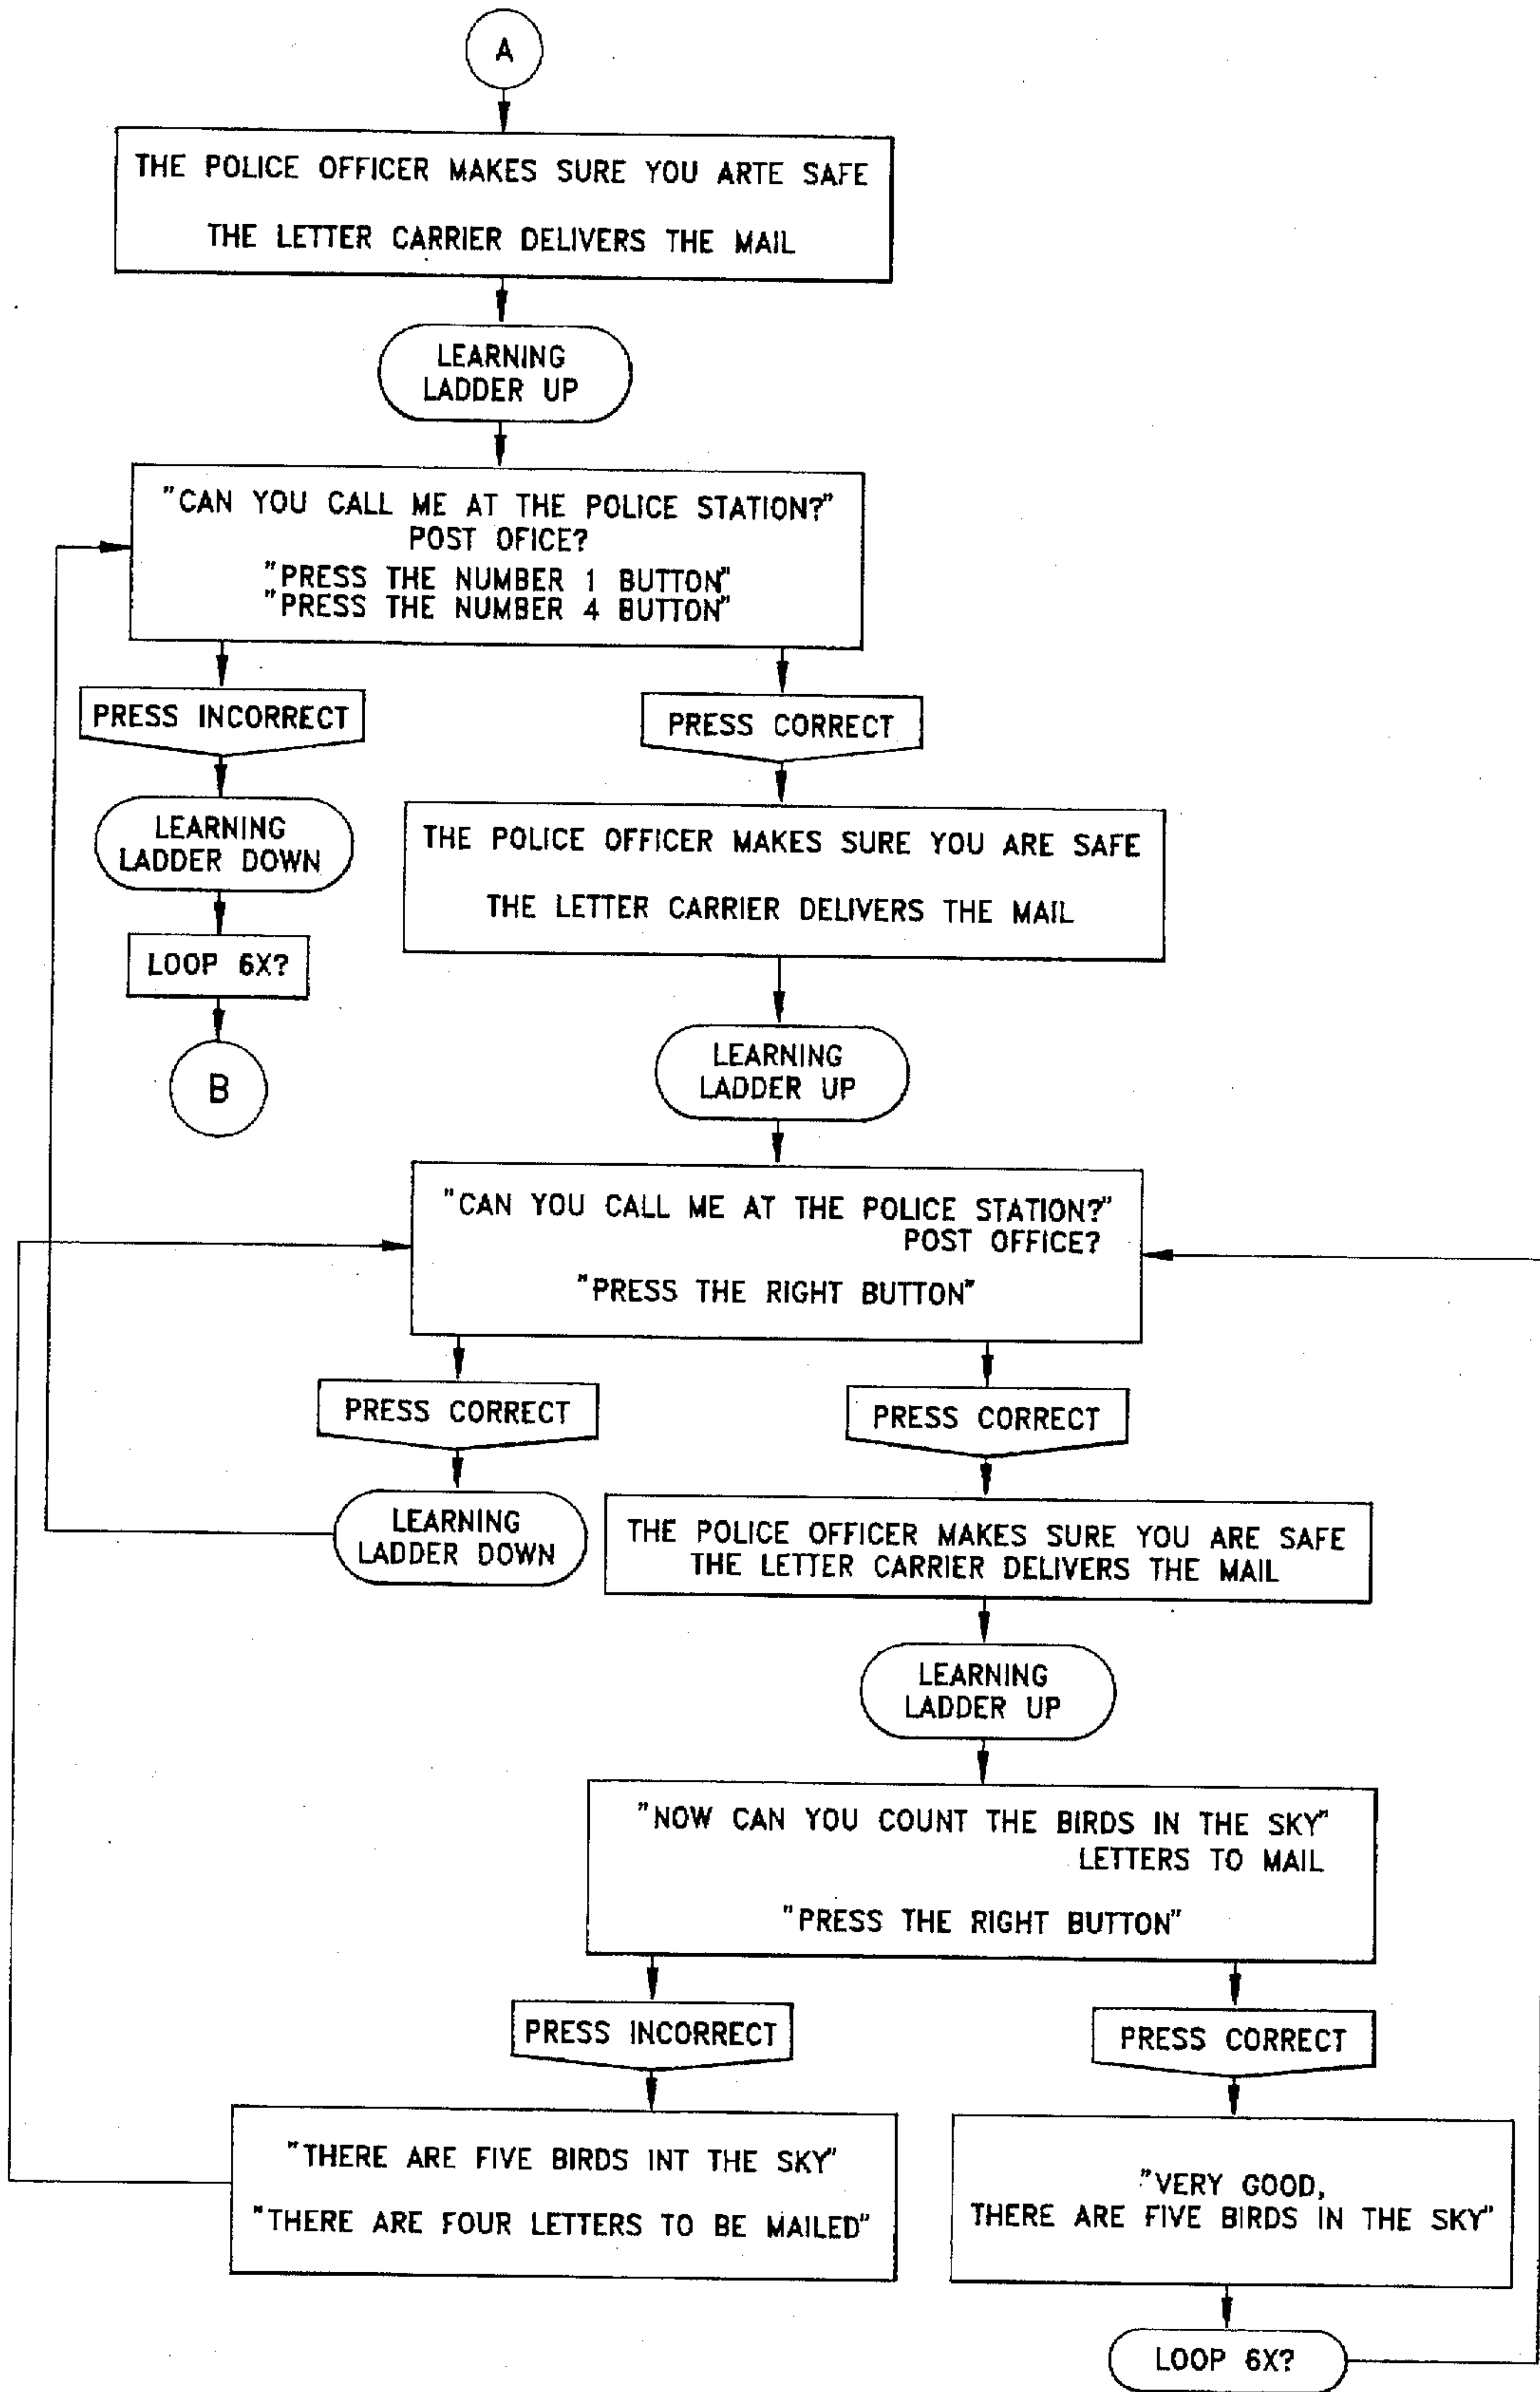 A
THE POLICE OFFICER MAKES SURE YOU ARTE SAFE
THE LETTER CARRIER DELIVERS THE MAIL
LEARNING
LADDER UP
"CAN YOU CALL ME AT THE POLICE STATION?"
POST OFICE?
"PRESS THE NUMBER 1 BUTTON"
"PRESS THE NUMBER 4 BUTTON"
PRESS INCORRECT
PRESS CORRECT
LEARNING
LADDER DOWN
THE POLICE OFFICER MAKES SURE YOU ARE SAFE
THE LETTER CARRIER DELIVERS THE MAIL
LOOP 6X?
B
LEARNING
LADDER UP
"CAN YOU CALL ME AT THE POLICE STATION?"
POST OFFICE?
"PRESS THE RIGHT BUTTON"
PRESS CORRECT
PRESS CORRECT
LEARNING
LADDER DOWN
THE POLICE OFFICER MAKES SURE YOU ARE SAFE
THE LETTER CARRIER DELIVERS THE MAIL
LEARNING
LADDER UP
"NOW CAN YOU COUNT THE BIRDS IN THE SKY"
LETTERS TO MAIL
"PRESS THE RIGHT BUTTON"
PRESS INCORRECT
PRESS CORRECT
"THERE ARE FIVE BIRDS INT THE SKY"
"THERE ARE FOUR LETTERS TO BE MAILED"
"VERY GOOD,
THERE ARE FIVE BIRDS IN THE SKY"
LOOP 6X?